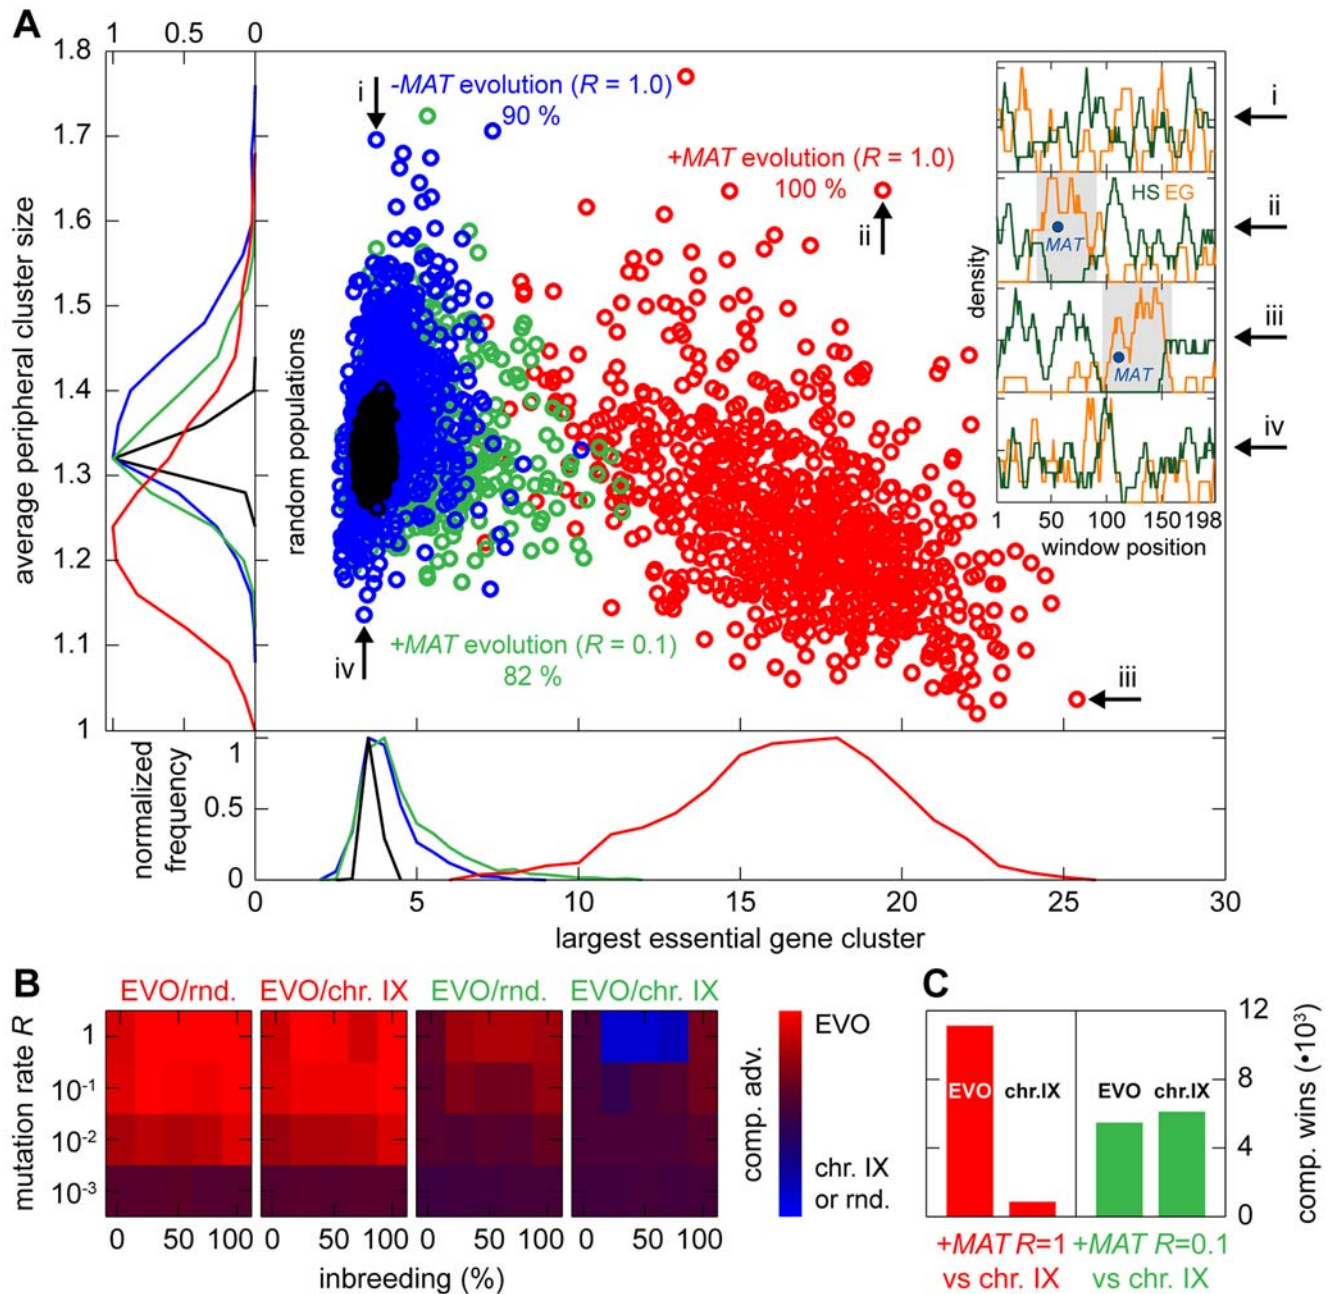 A
1 0.5 0
1.8
1.7
1.6
1.5
1.4
1.3
1.2
1.1
1
average peripheral cluster size
random populations
i
-MAT evolution (R = 1.0)
90 %
+MAT evolution (R = 1.0)
100 %
ii
iv
+MAT evolution (R = 0.1)
82 %
iii
density
HS EG
MAT
MAT
1 50 100 150 198
window position
i
ii
iii
iv
normalized
frequency
1
0.5
0
0 5 10 15 20 25 30
largest essential gene cluster
B
EVO/rnd. EVO/chr. IX EVO/rnd. EVO/chr. IX
mutation rate R
1
10⁻¹
10⁻²
10⁻³
0 50 100 0 50 100 0 50 100 0 50 100
inbreeding (%)
comp. adv.
EVO
chr. IX
or rnd.
C
EVO chr.IX EVO chr.IX
12
8
4
0
comp. wins (•10³)
+MAT R=1 +MAT R=0.1
vs chr. IX vs chr. IX